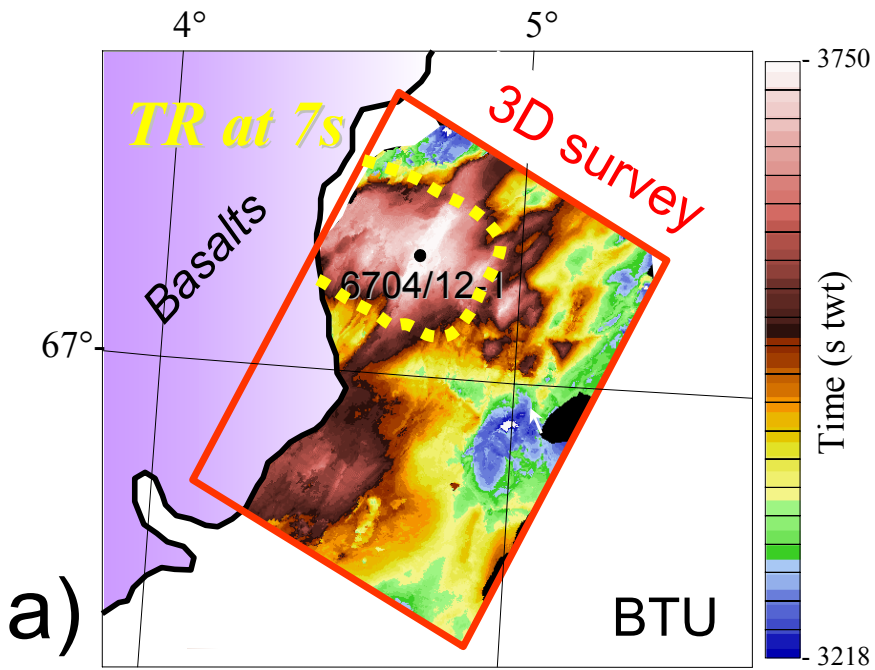 4°
5°
3750
TR at 7s
3D survey
Basalts
6704/12-1
67°
Time (s twt)
a)
BTU
3218